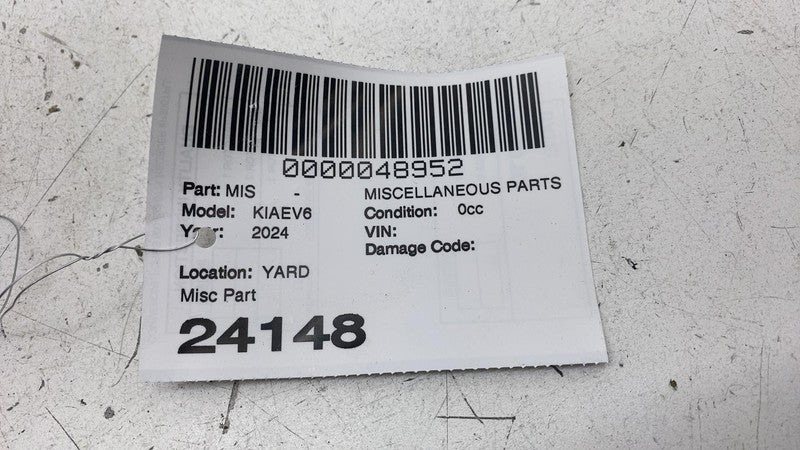 0000048952
Part: MIS - MISCELLANEOUS PARTS
Model: KIAEV6 Condition: 0cc
Year: 2024 VIN:
Damage Code:
Location: YARD
Misc Part
24148